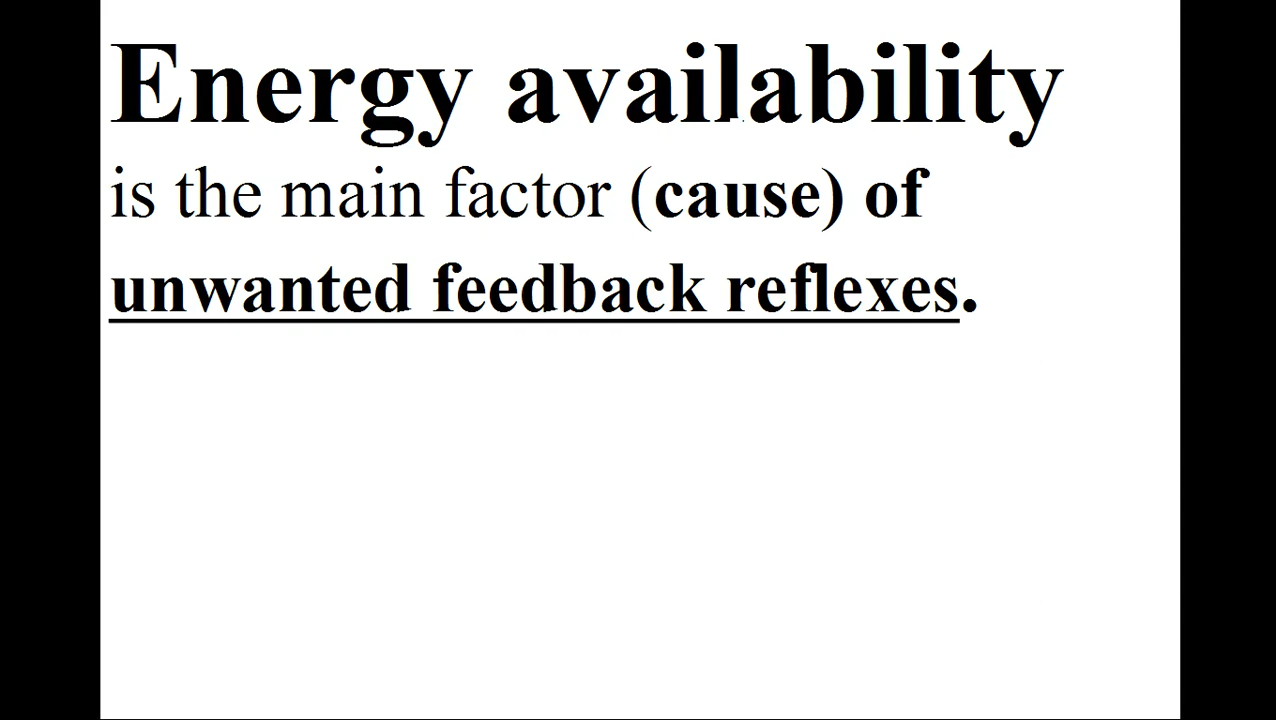 Energy availability
is the main factor (cause) of
unwanted feedback reflexes.